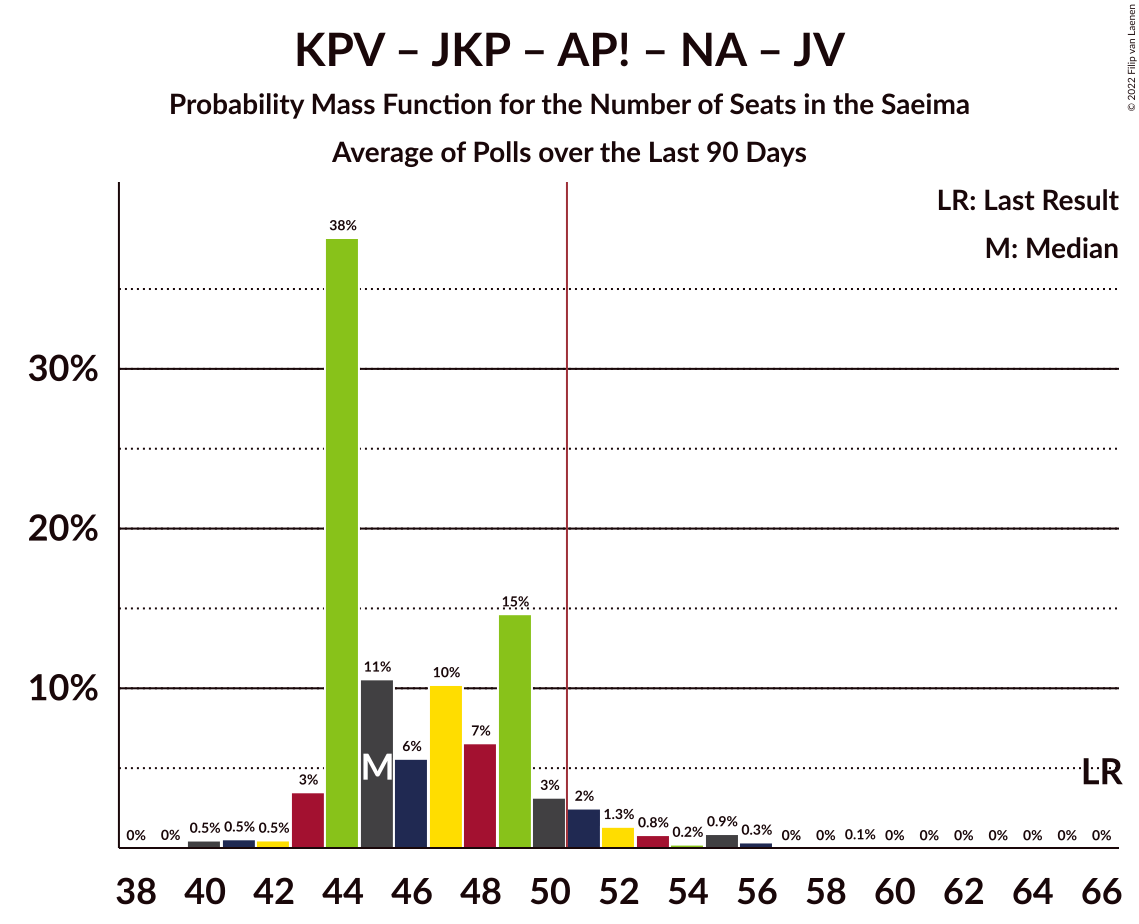 KPV – JKP – AP! – NA – JV
Probability Mass Function for the Number of Seats in the Saeima
Average of Polls over the Last 90 Days
© 2022 Filip van Laenen
LR: Last Result
M: Median
30%
20%
10%
0% 0% 0.5% 0.5% 0.5% 3% 38% 11% 6% 10% 7% 15% 3% 2% 1.3% 0.8% 0.2% 0.9% 0.3% 0% 0% 0.1% 0% 0% 0% 0% 0% 0% 0%
M
LR
38 40 42 44 46 48 50 52 54 56 58 60 62 64 66